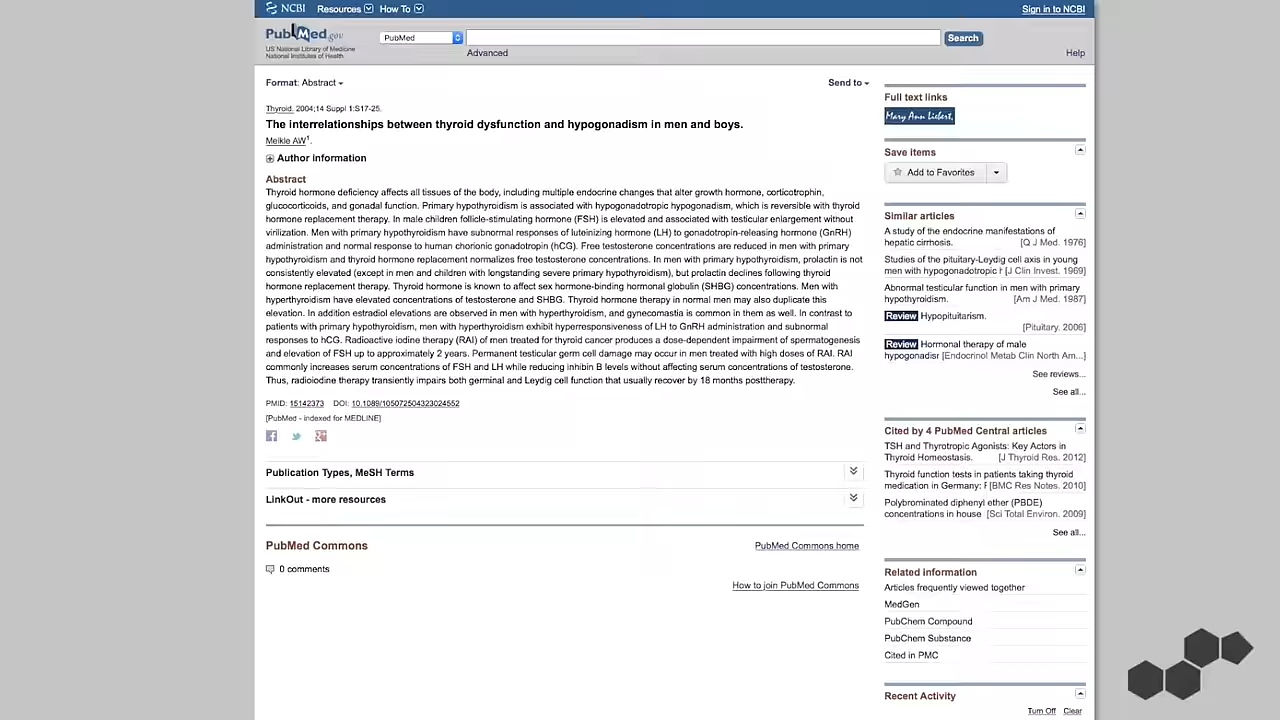 NCBI Resources How To Sign in to NCBI
PubMed.gov
US National Library of Medicine
National Institutes of Health
PubMed
Search
Advanced
Help
Format: Abstract
Send to
Thyroid. 2004;14 Suppl 1:S17-25.
The interrelationships between thyroid dysfunction and hypogonadism in men and boys.
Meikle AW1.
Author information
Abstract
Thyroid hormone deficiency affects all tissues of the body, including multiple endocrine changes that alter growth hormone, corticotrophin,
glucocorticoids, and gonadal function. Primary hypothyroidism is associated with hypogonadotropic hypogonadism, which is reversible with thyroid
hormone replacement therapy. In male children follicle-stimulating hormone (FSH) is elevated and associated with testicular enlargement without
virilization. Men with primary hypothyroidism have subnormal responses of luteinizing hormone (LH) to gonadotropin-releasing hormone (GnRH)
administration and normal response to human chorionic gonadotropin (hCG). Free testosterone concentrations are reduced in men with primary
hypothyroidism and thyroid hormone replacement normalizes free testosterone concentrations. In men with primary hypothyroidism, prolactin is not
consistently elevated (except in men and children with longstanding severe primary hypothyroidism), but prolactin declines following thyroid
hormone replacement therapy. Thyroid hormone is known to affect sex hormone-binding hormonal globulin (SHBG) concentrations. Men with
hyperthyroidism have elevated concentrations of testosterone and SHBG. Thyroid hormone therapy in normal men may also duplicate this
elevation. In addition estradiol elevations are observed in men with hyperthyroidism, and gynecomastia is common in them as well. In contrast to
patients with primary hypothyroidism, men with hyperthyroidism exhibit hyperresponsiveness of LH to GnRH administration and subnormal
responses to hCG. Radioactive iodine therapy (RAI) of men treated for thyroid cancer produces a dose-dependent impairment of spermatogenesis
and elevation of FSH up to approximately 2 years. Permanent testicular germ cell damage may occur in men treated with high doses of RAI. RAI
commonly increases serum concentrations of FSH and LH while reducing inhibin B levels without affecting serum concentrations of testosterone.
Thus, radioiodine therapy transiently impairs both germinal and Leydig cell function that usually recover by 18 months posttherapy.
PMID: 15142373 DOI: 10.1089/105072504323024552
[PubMed - indexed for MEDLINE]
Publication Types, MeSH Terms
LinkOut - more resources
PubMed Commons
PubMed Commons home
0 comments
How to join PubMed Commons
Full text links
Mary Ann Liebert,
Save items
Add to Favorites
Similar articles
A study of the endocrine manifestations of
hepatic cirrhosis. [Q J Med. 1976]
Studies of the pituitary-Leydig cell axis in young
men with hypogonadotropic h [J Clin Invest. 1969]
Abnormal testicular function in men with primary
hypothyroidism. [Am J Med. 1987]
Review Hypopituitarism.
[Pituitary. 2006]
Review Hormonal therapy of male
hypogonadisr [Endocrinol Metab Clin North Am...]
See reviews...
See all...
Cited by 4 PubMed Central articles
TSH and Thyrotropic Agonists: Key Actors in
Thyroid Homeostasis. [J Thyroid Res. 2012]
Thyroid function tests in patients taking thyroid
medication in Germany: F [BMC Res Notes. 2010]
Polybrominated diphenyl ether (PBDE)
concentrations in house [Sci Total Environ. 2009]
See all...
Related information
Articles frequently viewed together
MedGen
PubChem Compound
PubChem Substance
Cited in PMC
Recent Activity
Turn Off Clear